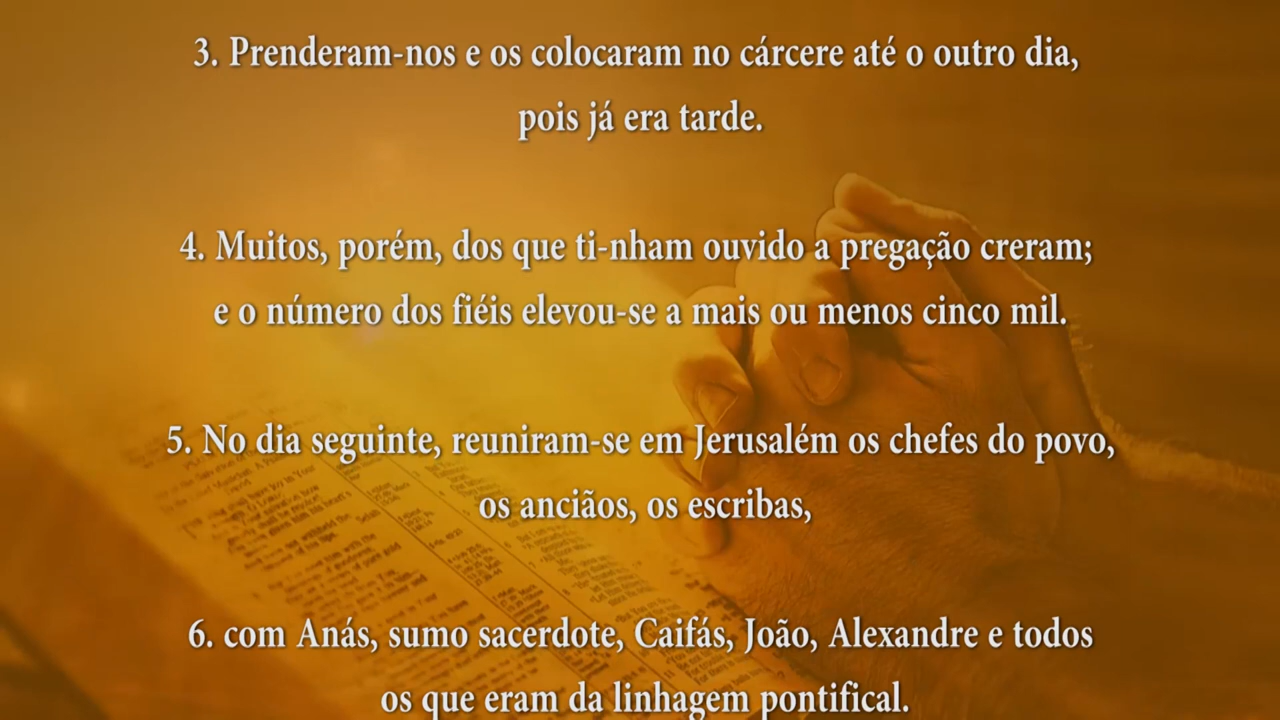 3. Prenderam-nos e os colocaram no cárcere até o outro dia,
pois já era tarde.
4. Muitos, porém, dos que ti-nham ouvido a pregação creram;
e o número dos fiéis elevou-se a mais ou menos cinco mil.
5. No dia seguinte, reuniram-se em Jerusalém os chefes do povo,
os anciãos, os escribas,
6. com Anás, sumo sacerdote, Caifás, João, Alexandre e todos
os que eram da linhagem pontifical.